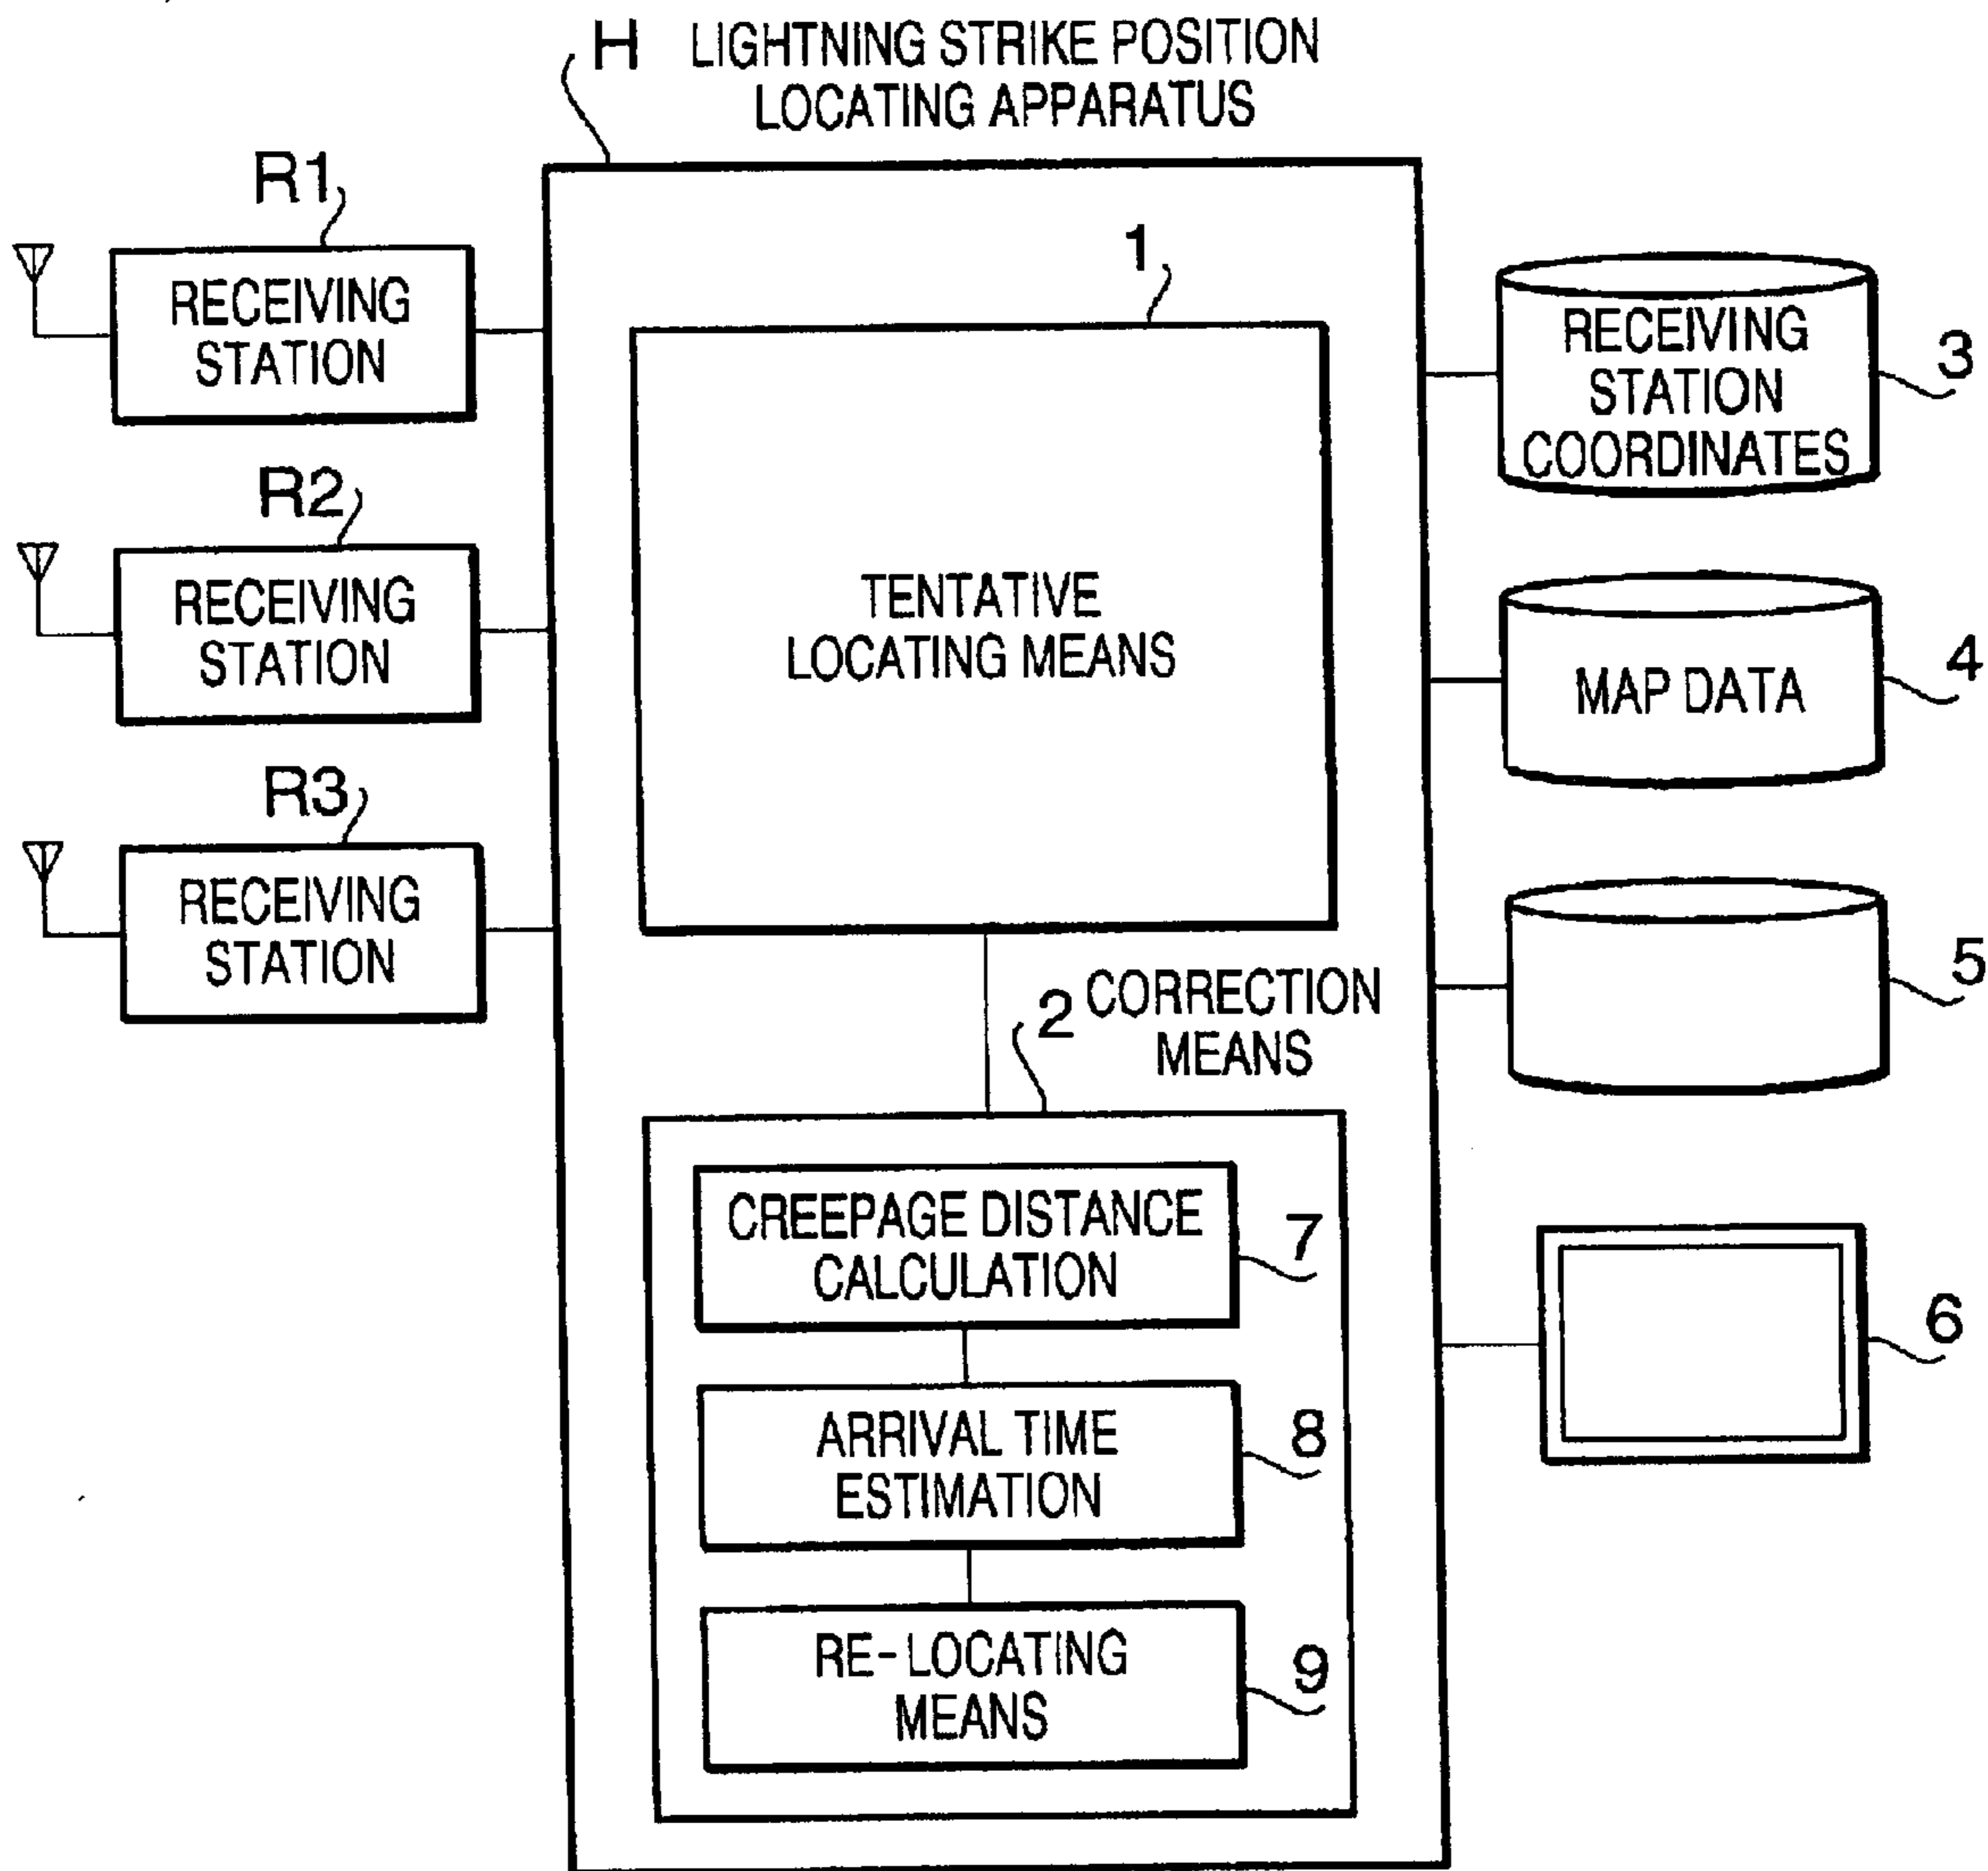 H LIGHTNING STRIKE POSITION
LOCATING APPARATUS
R1
RECEIVING
STATION
R2
RECEIVING
STATION
R3
RECEIVING
STATION
1
TENTATIVE
LOCATING MEANS
2 CORRECTION
MEANS
CREEPAGE DISTANCE
CALCULATION
7
ARRIVAL TIME
ESTIMATION
8
RE-LOCATING
MEANS
9
RECEIVING
STATION
COORDINATES
3
MAP DATA
4
5
6